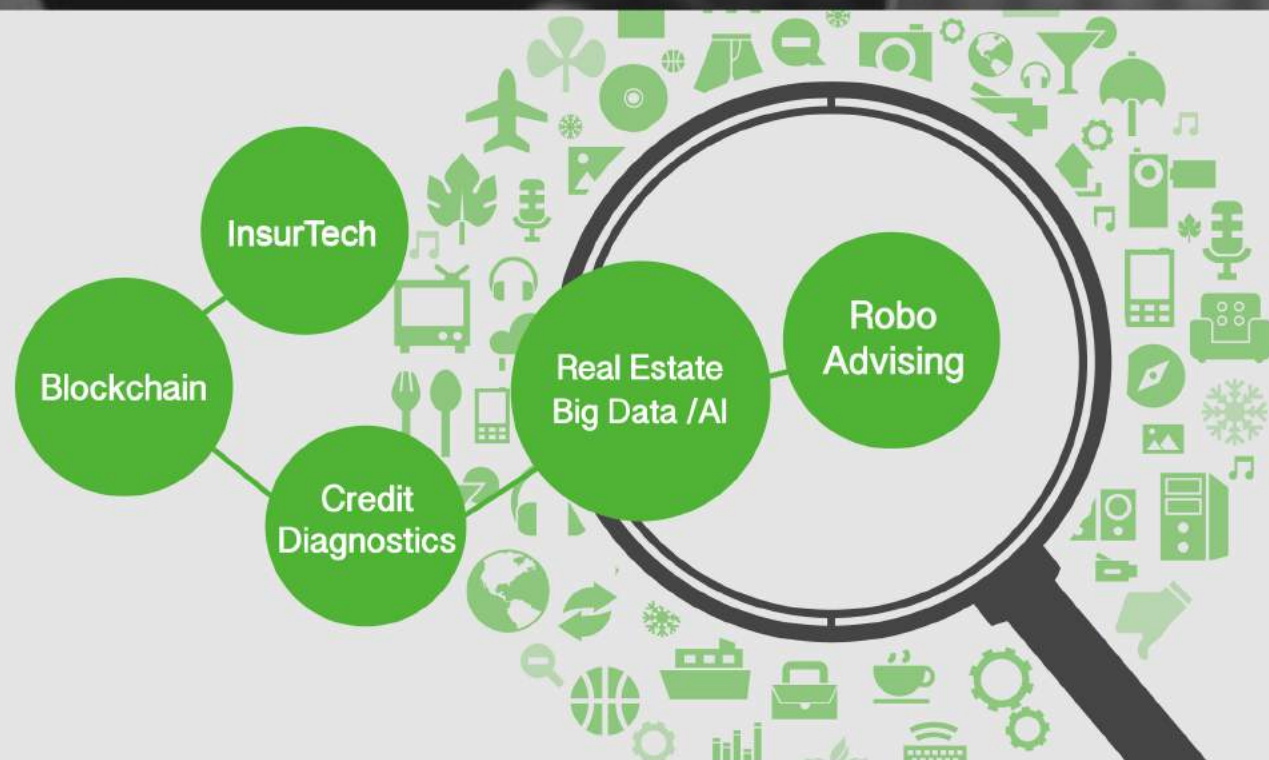 InsurTech
Blockchain
Credit
Diagnostics
Real Estate
Big Data /AI
Robo
Advising